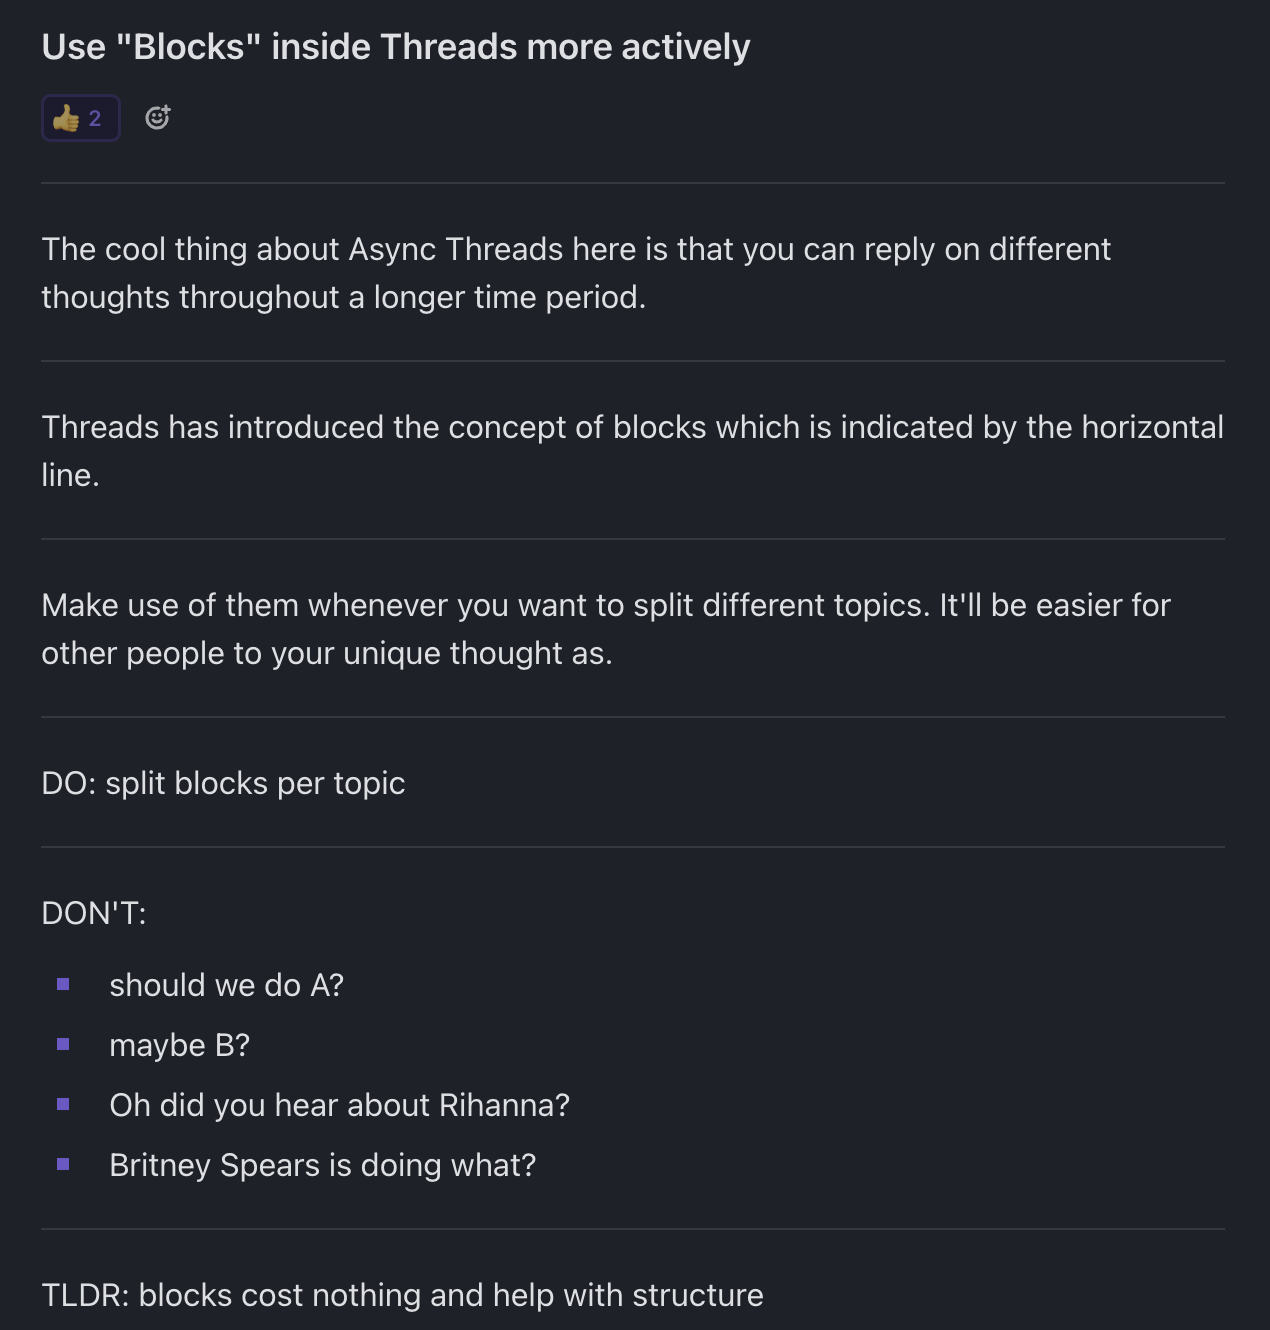 Use "Blocks" inside Threads more actively
👍 2
The cool thing about Async Threads here is that you can reply on different
thoughts throughout a longer time period.
Threads has introduced the concept of blocks which is indicated by the horizontal
line.
Make use of them whenever you want to split different topics. It'll be easier for
other people to your unique thought as.
DO: split blocks per topic
DON'T:
should we do A?
maybe B?
Oh did you hear about Rihanna?
Britney Spears is doing what?
TLDR: blocks cost nothing and help with structure